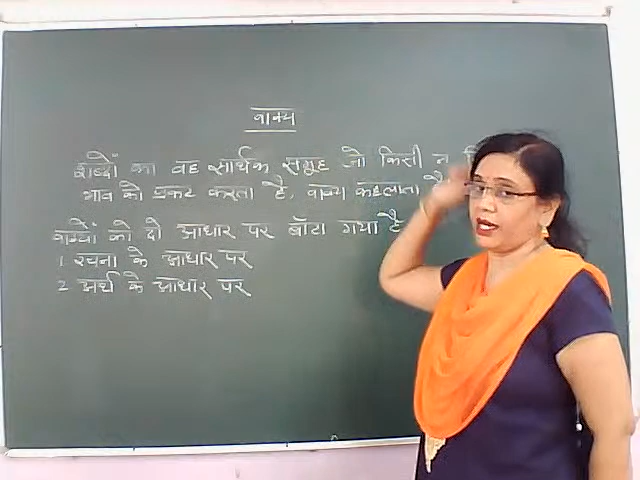 वाक्य
शब्दों का वह सार्थक समूह जो किसी न
भाव को प्रकट करता है, वाक्य कहलाता है
वाक्यों को दो आधार पर बाँटा गया है
1 रचना के आधार पर
2 अर्थ के आधार पर